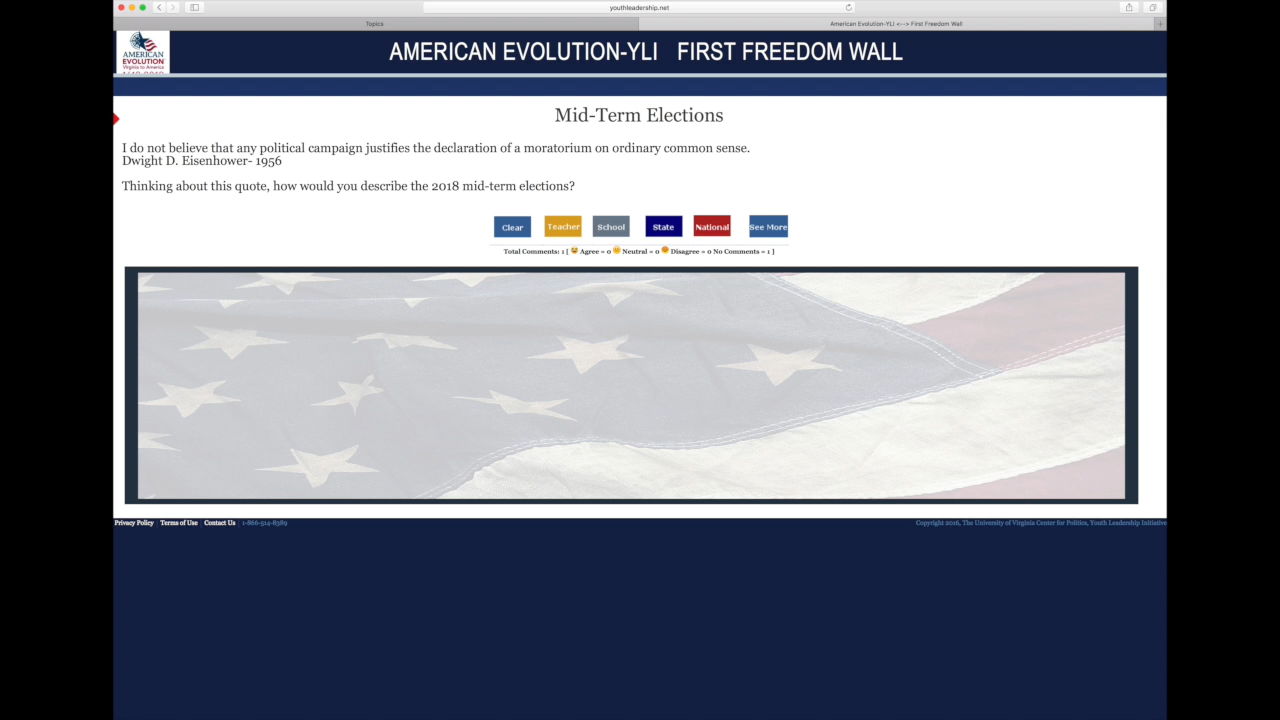 youthleadership.net
Topics
American Evolution-YLI <--> First Freedom Wall
AMERICAN
EVOLUTION
Virginia to America
AMERICAN EVOLUTION-YLI FIRST FREEDOM WALL
Mid-Term Elections
I do not believe that any political campaign justifies the declaration of a moratorium on ordinary common sense.
Dwight D. Eisenhower- 1956
Thinking about this quote, how would you describe the 2018 mid-term elections?
Clear Teacher School State National See More
Total Comments: 1 [ Agree = 0 Neutral = 0 Disagree = 0 No Comments = 1 ]
Privacy Policy | Terms of Use | Contact Us | 1-866-514-8389
Copyright 2016, The University of Virginia Center for Politics, Youth Leadership Initiative